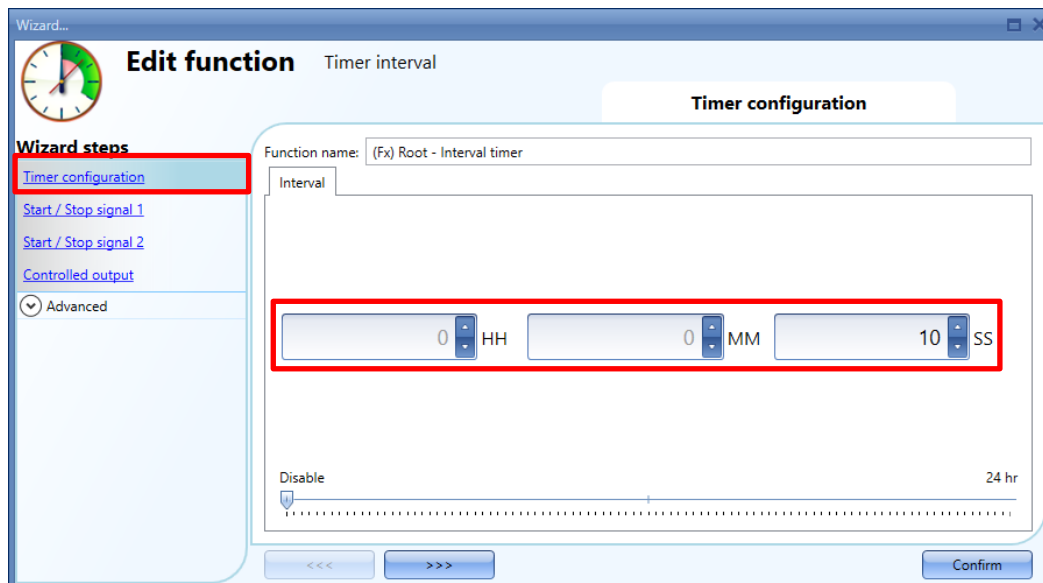 Wizard...
Edit function Timer interval
Timer configuration
Wizard steps
Timer configuration
Start / Stop signal 1
Start / Stop signal 2
Controlled output
Advanced
Function name: (Fx) Root - Interval timer
Interval
0 HH 0 MM 10 SS
Disable 24 hr
<<< >>> Confirm